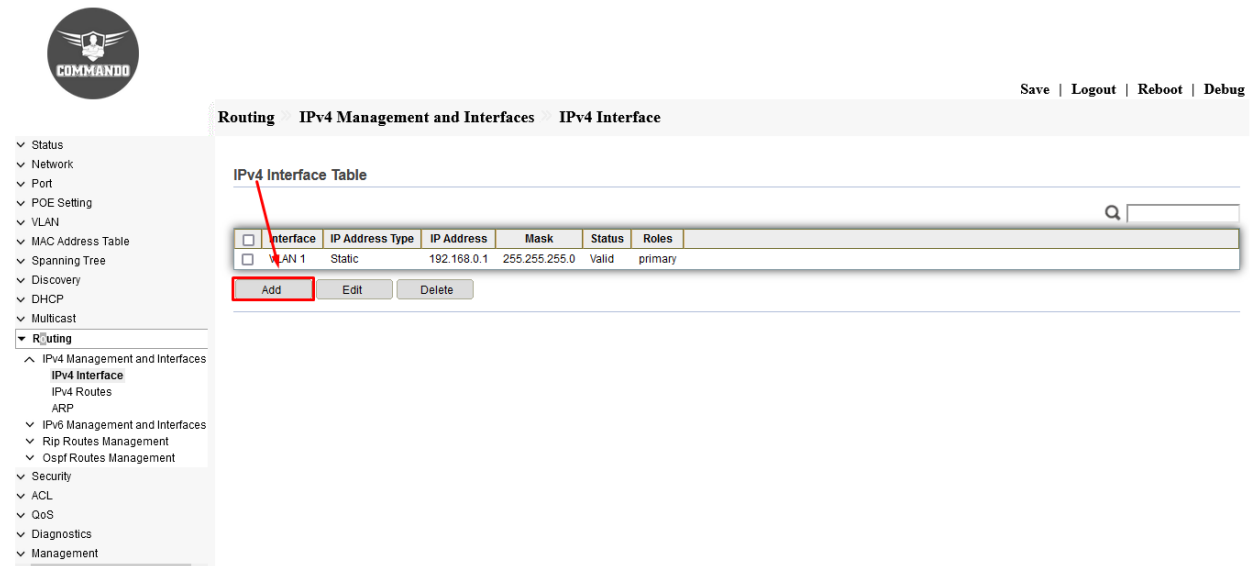 COMMANDO
Save | Logout | Reboot | Debug
Routing » IPv4 Management and Interfaces » IPv4 Interface
Status
Network
Port
POE Setting
VLAN
MAC Address Table
Spanning Tree
Discovery
DHCP
Multicast
Routing
IPv4 Management and Interfaces
IPv4 Interface
IPv4 Routes
ARP
IPv6 Management and Interfaces
Rip Routes Management
Ospf Routes Management
Security
ACL
QoS
Diagnostics
Management
IPv4 Interface Table
Interface IP Address Type IP Address Mask Status Roles
VLAN 1 Static 192.168.0.1 255.255.255.0 Valid primary
Add Edit Delete